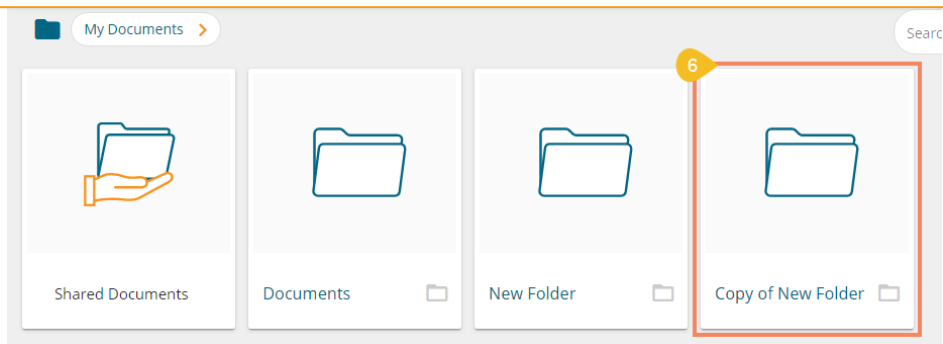 My Documents
Searc
6
Shared Documents
Documents
New Folder
Copy of New Folder